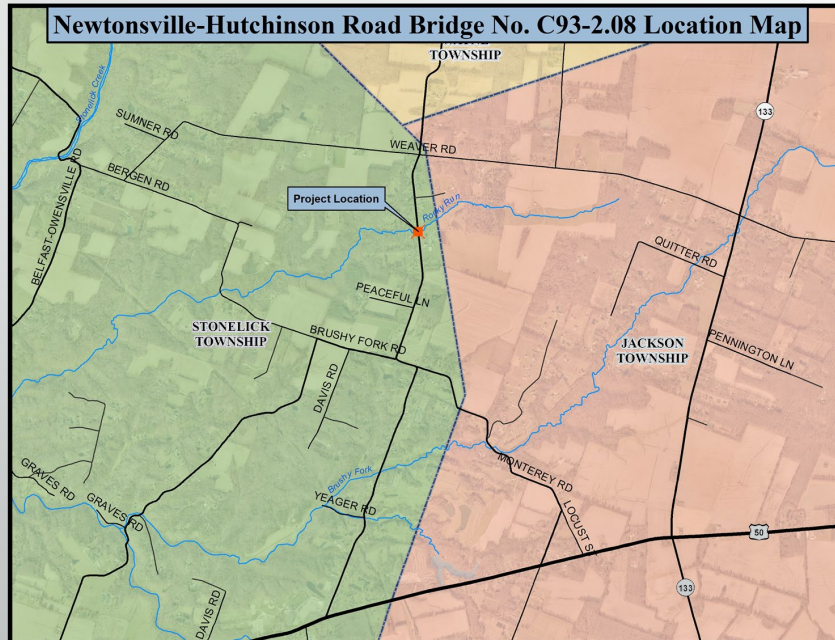 Newtonsville-Hutchinson Road Bridge No. C93-2.08 Location Map
TOWNSHIP
133
Stonelick Creek
SUMNER RD
WEAVER RD
BERGEN RD
BELFAST-OWENSVILLE RD
Project Location
Rocky Run
QUITTER RD
PEACEFUL LN
STONELICK
TOWNSHIP
BRUSHY FORK RD
JACKSON
TOWNSHIP
PENNINGTON LN
DAVIS RD
MONTEREY RD
GRAVES RD
GRAVES RD
Brushy Fork
YEAGER RD
LOCUST ST
50
133
DAVIS RD